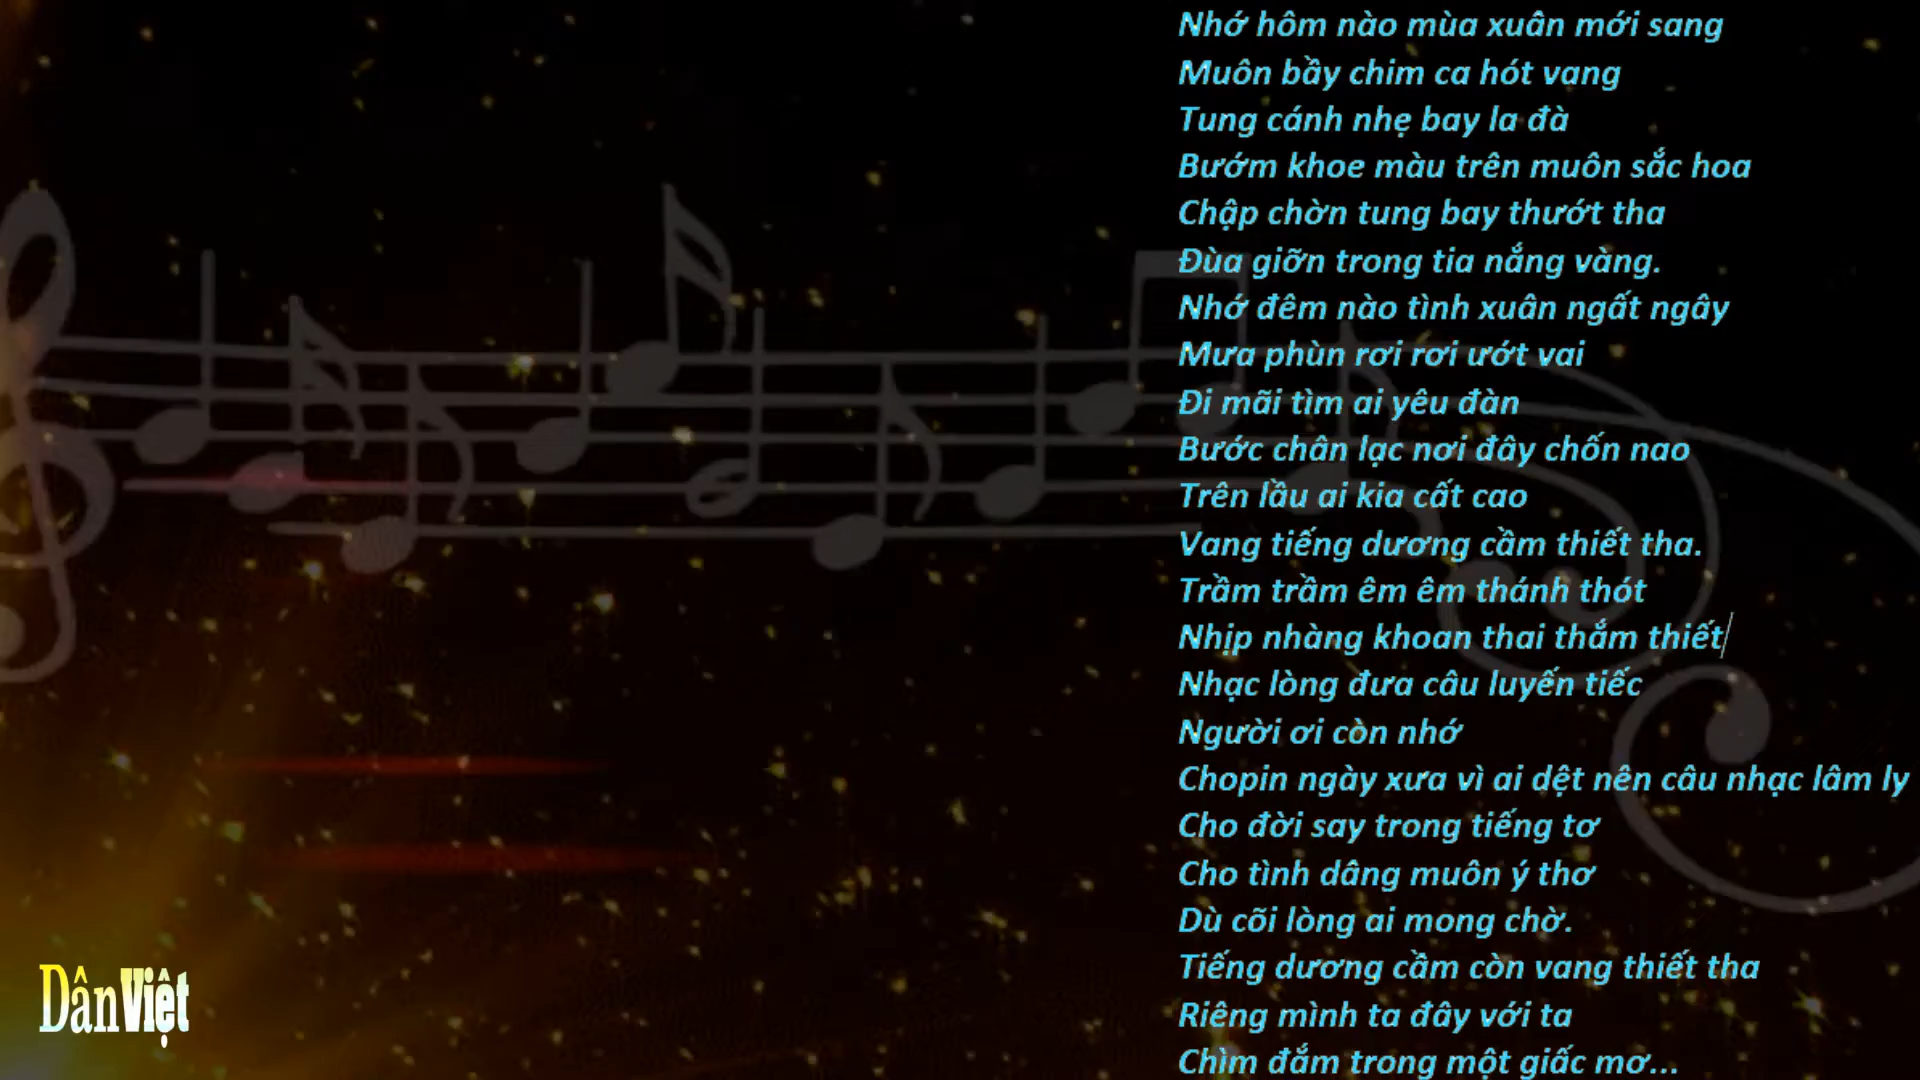 Nhớ hôm nào mùa xuân mới sang
Muôn bầy chim ca hót vang
Tung cánh nhẹ bay la đà
Bướm khoe màu trên muôn sắc hoa
Chập chờn tung bay thướt tha
Đùa giỡn trong tia nắng vàng.
Nhớ đêm nào tình xuân ngất ngây
Mưa phùn rơi rơi ướt vai
Đi mãi tìm ai yêu đàn
Bước chân lạc nơi đây chốn nao
Trên lầu ai kia cất cao
Vang tiếng dương cầm thiết tha.
Trầm trầm êm êm thánh thót
Nhịp nhàng khoan thai thắm thiết
Nhạc lòng đưa câu luyến tiếc
Người ơi còn nhớ
Chopin ngày xưa vì ai dệt nên câu nhạc lâm ly
Cho đời say trong tiếng tơ
Cho tình dâng muôn ý thơ
Dù cõi lòng ai mong chờ.
Tiếng dương cầm còn vang thiết tha
Riêng mình ta đây với ta
Chìm đắm trong một giấc mơ...
DânViệt